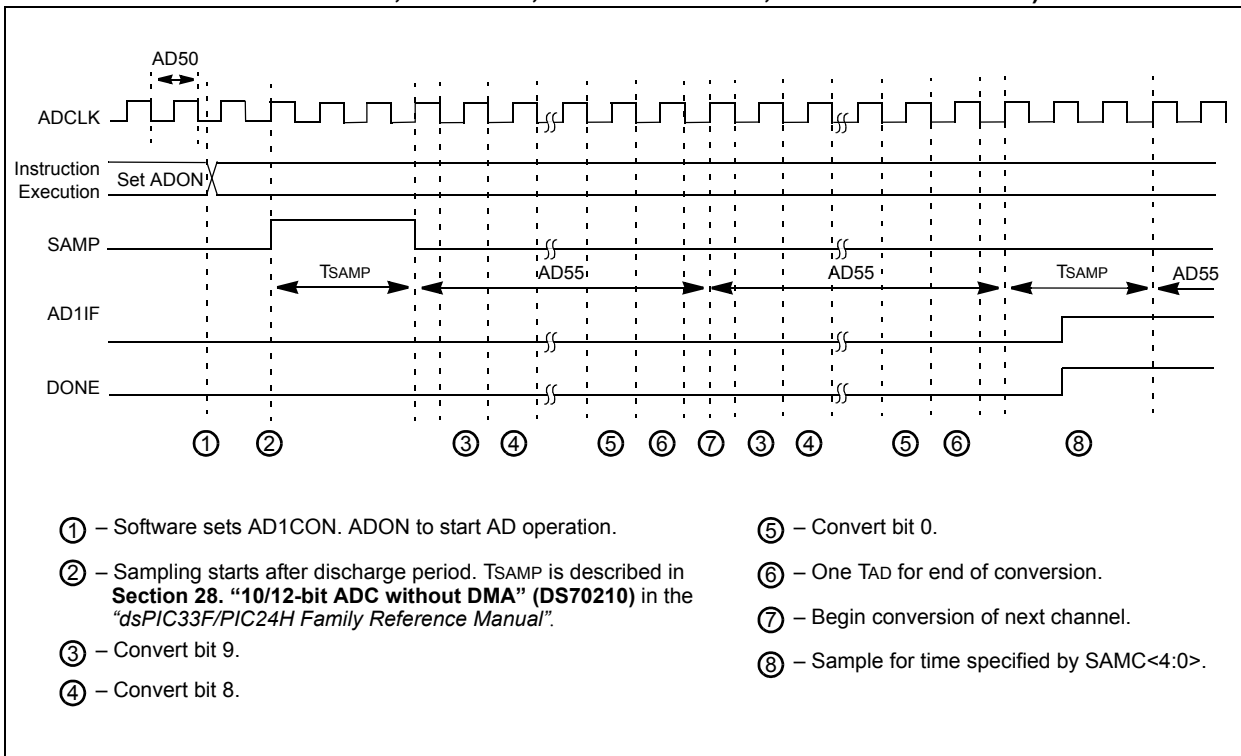 AD50
ADCLK
Instruction
Execution
Set ADON
SAMP
TSAMP
AD55
AD55
TSAMP
AD55
AD1IF
DONE
① ② ③ ④ ⑤ ⑥ ⑦ ③ ④ ⑤ ⑥ ⑧
① – Software sets AD1CON. ADON to start AD operation.
② – Sampling starts after discharge period. TSAMP is described in
Section 28. “10/12-bit ADC without DMA” (DS70210) in the
“dsPIC33F/PIC24H Family Reference Manual”.
③ – Convert bit 9.
④ – Convert bit 8.
⑤ – Convert bit 0.
⑥ – One TAD for end of conversion.
⑦ – Begin conversion of next channel.
⑧ – Sample for time specified by SAMC<4:0>.